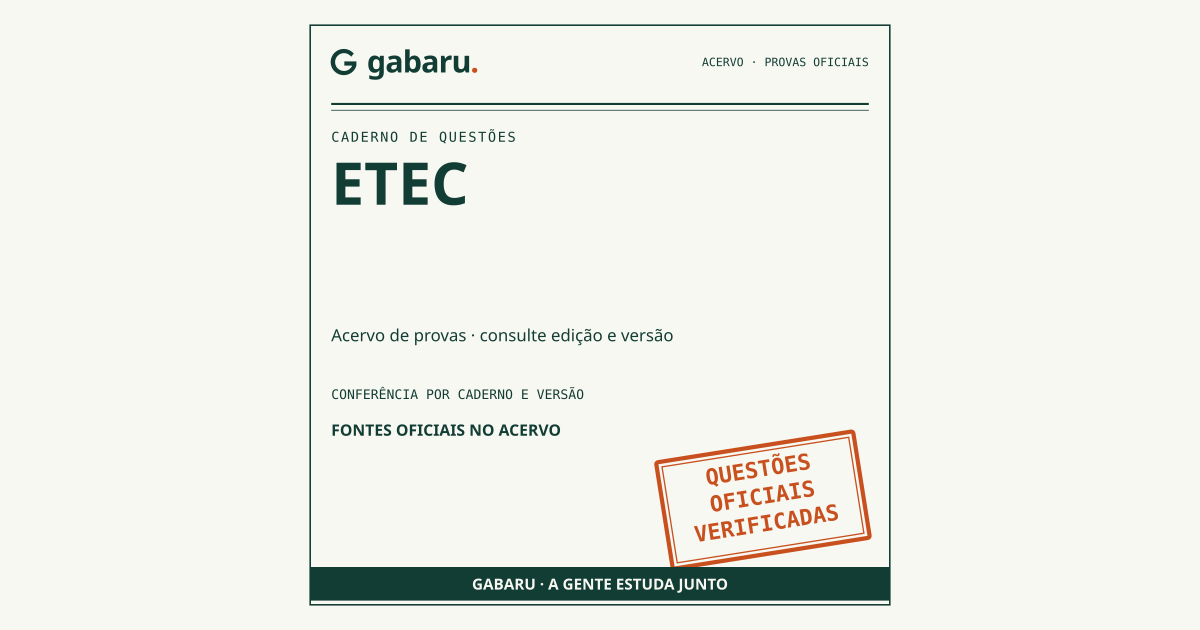 gabaru.
ACERVO · PROVAS OFICIAIS
CADERNO DE QUESTÕES
ETEC
Acervo de provas · consulte edição e versão
CONFERÊNCIA POR CADERNO E VERSÃO
FONTES OFICIAIS NO ACERVO
QUESTÕES
OFICIAIS
VERIFICADAS
GABARU · A GENTE ESTUDA JUNTO